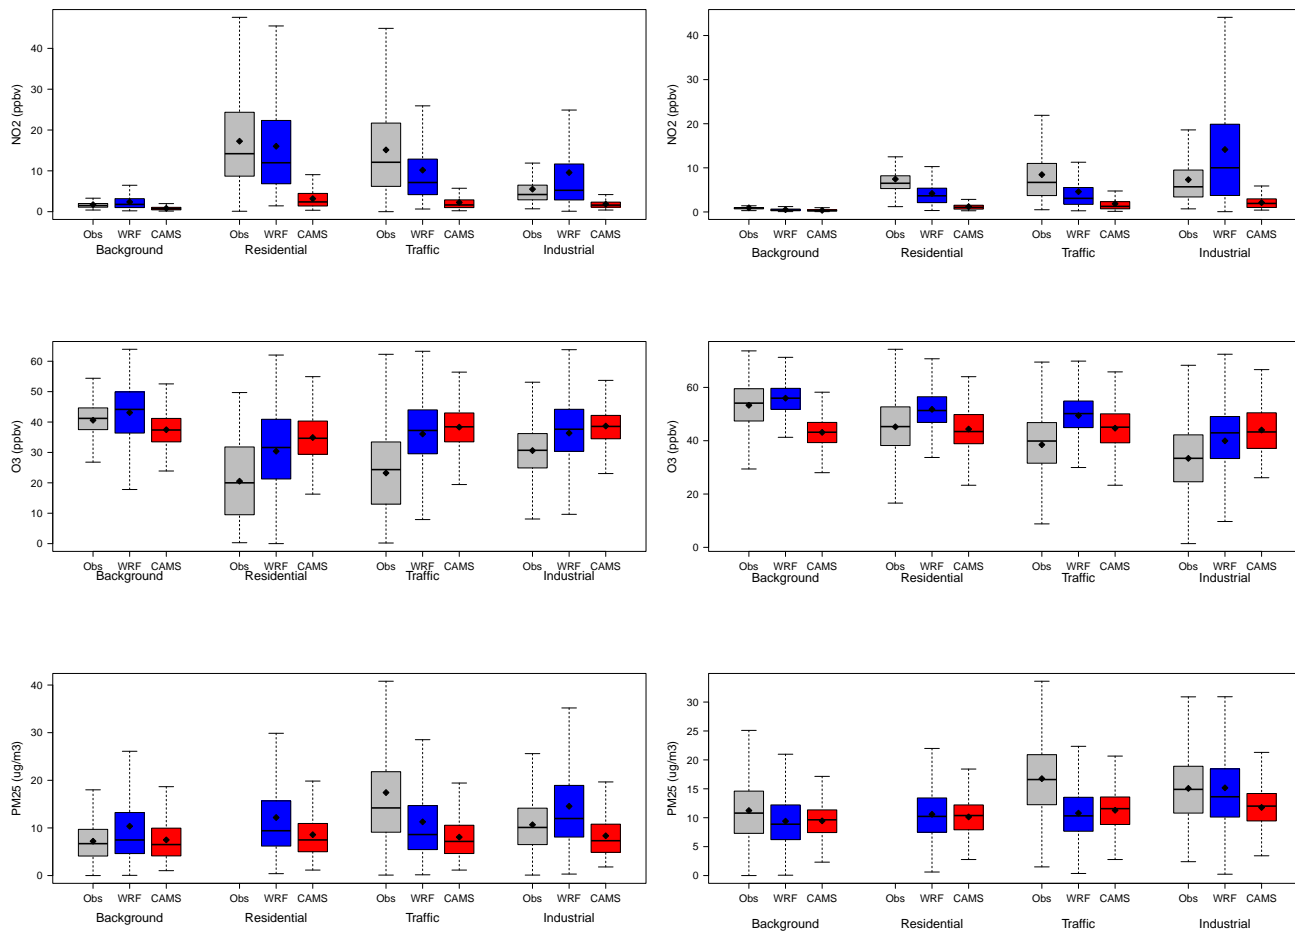 NO2 (ppbv)
0 10 20 30 40
Obs WRF CAMS Obs WRF CAMS Obs WRF CAMS Obs WRF CAMS
Background Residential Traffic Industrial
NO2 (ppbv)
0 10 20 30 40
Obs WRF CAMS Obs WRF CAMS Obs WRF CAMS Obs WRF CAMS
Background Residential Traffic Industrial
O3 (ppbv)
0 10 20 30 40 50 60
Obs WRF CAMS Obs WRF CAMS Obs WRF CAMS Obs WRF CAMS
Background Residential Traffic Industrial
O3 (ppbv)
0 20 40 60
Obs WRF CAMS Obs WRF CAMS Obs WRF CAMS Obs WRF CAMS
Background Residential Traffic Industrial
PM25 (ug/m3)
0 10 20 30 40
Obs WRF CAMS Obs WRF CAMS Obs WRF CAMS Obs WRF CAMS
Background Residential Traffic Industrial
PM25 (ug/m3)
0 5 10 15 20 25 30
Obs WRF CAMS Obs WRF CAMS Obs WRF CAMS Obs WRF CAMS
Background Residential Traffic Industrial